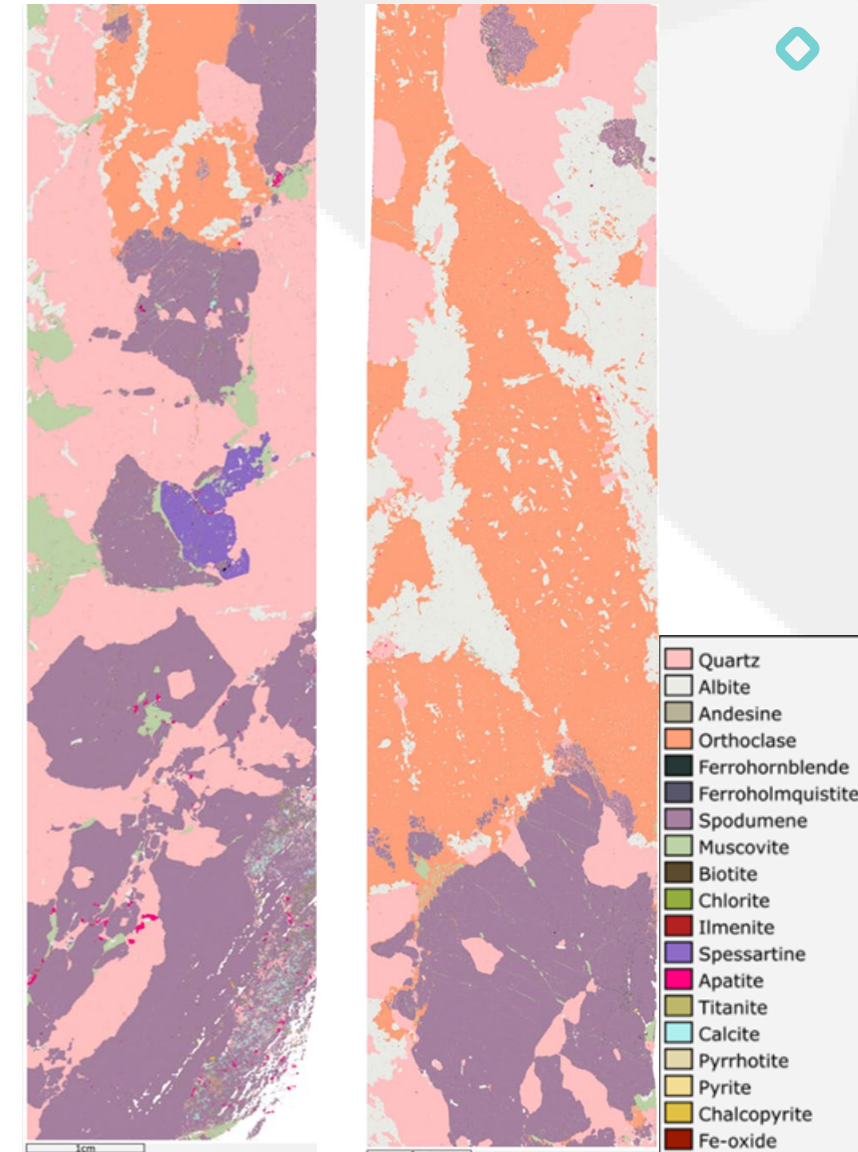 Quartz
Albite
Andesine
Orthoclase
Ferrohornblende
Ferroholmquistite
Spodumene
Muscovite
Biotite
Chlorite
Ilmenite
Spessartine
Apatite
Titanite
Calcite
Pyrrhotite
Pyrite
Chalcopyrite
Fe-oxide
1cm